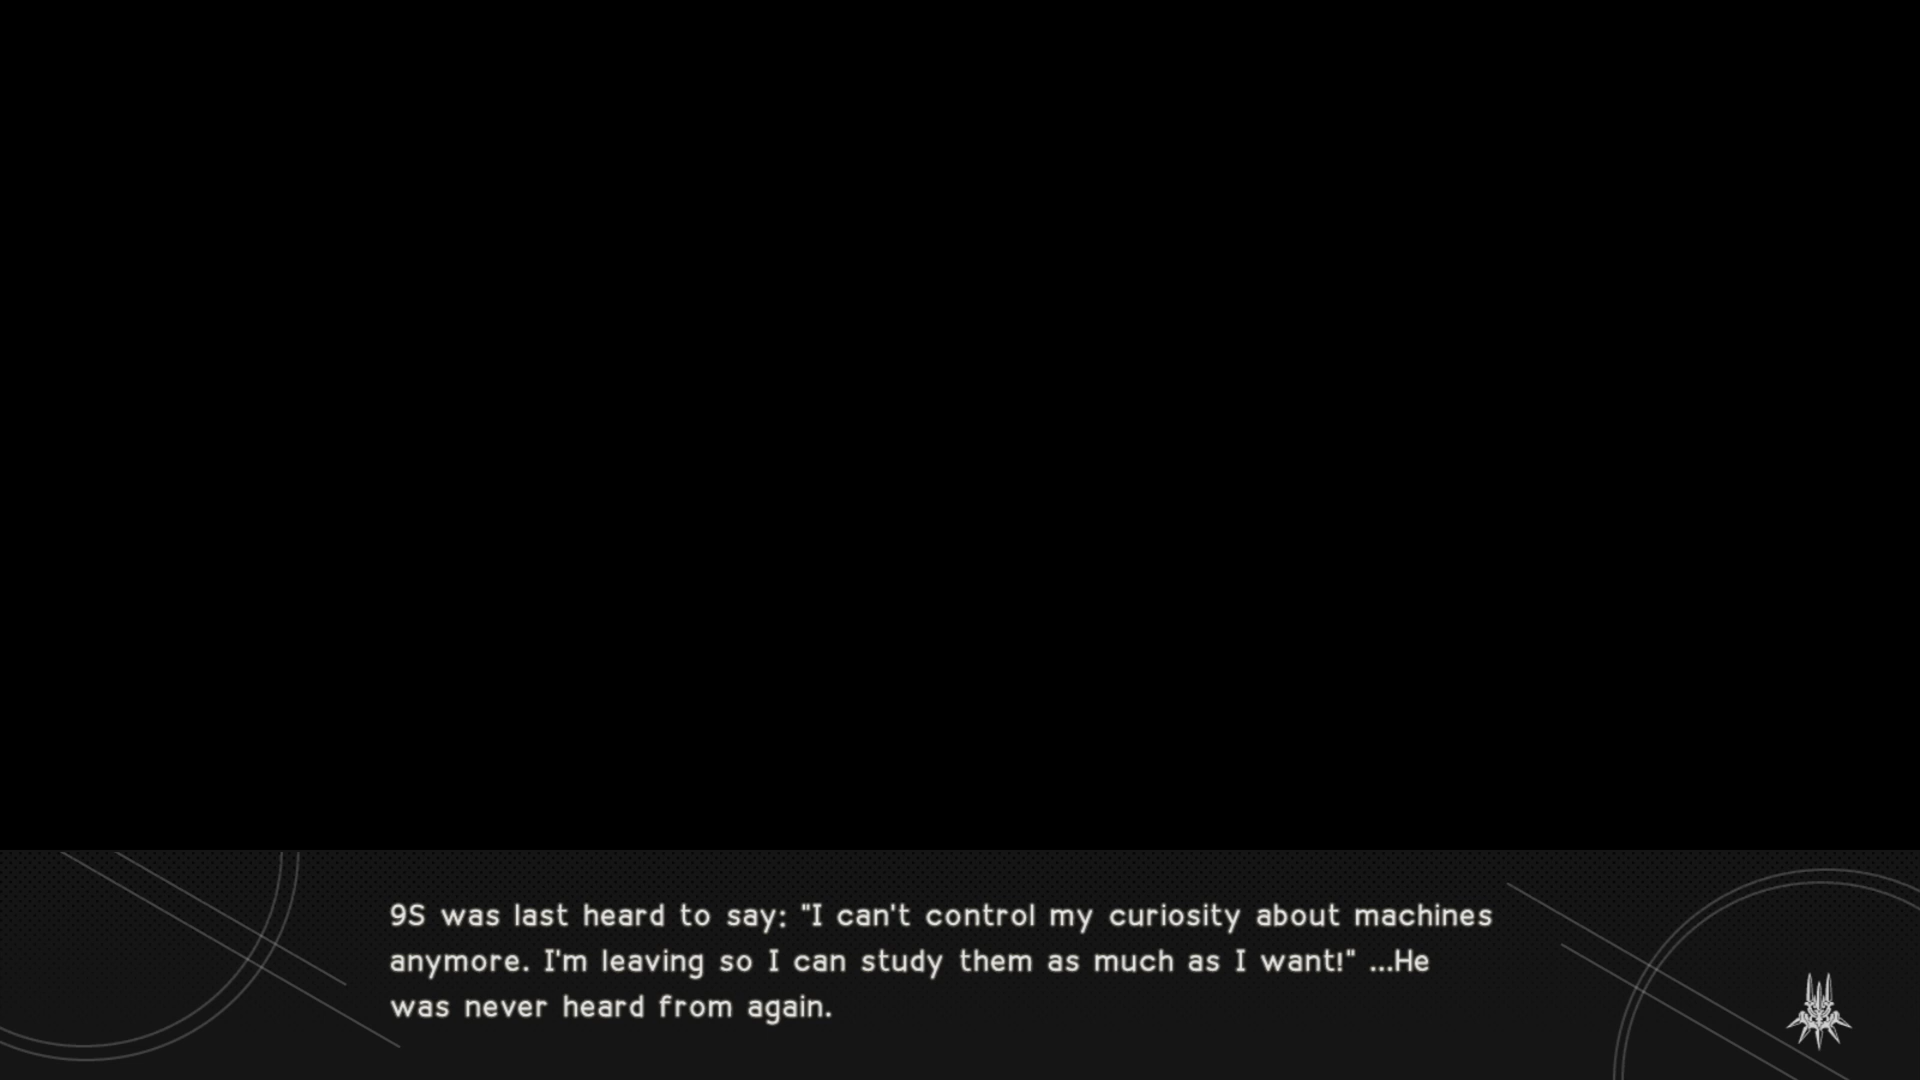 9S was last heard to say: "I can't control my curiosity about machines
anymore. I'm leaving so I can study them as much as I want!" ...He
was never heard from again.